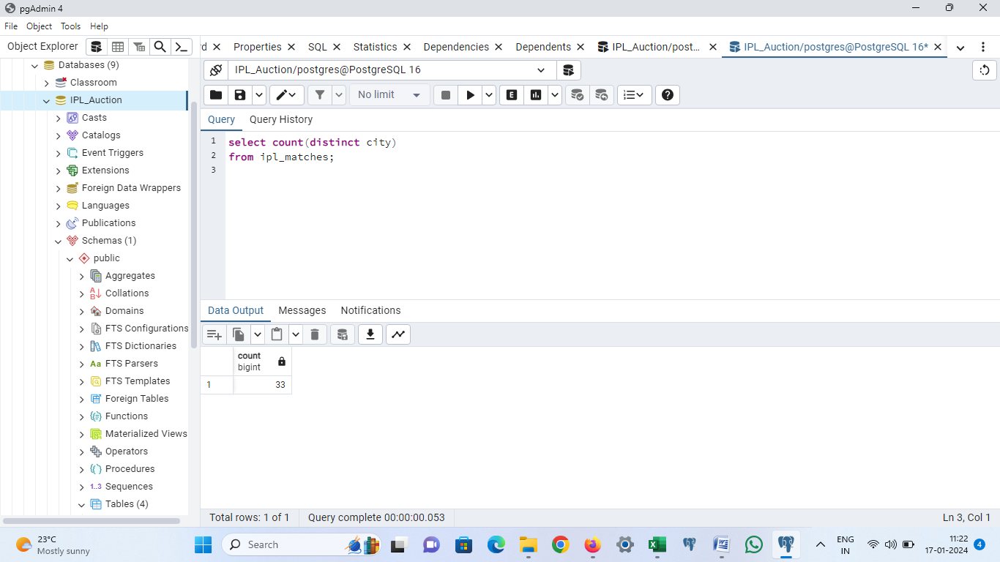 pgAdmin 4
File Object Tools Help
Object Explorer
d Properties SQL Statistics Dependencies Dependents IPL_Auction/post... IPL_Auction/postgres@PostgreSQL 16*
Databases (9)
Classroom
IPL_Auction
Casts
Catalogs
Event Triggers
Extensions
Foreign Data Wrappers
Languages
Publications
Schemas (1)
public
Aggregates
Collations
Domains
FTS Configurations
FTS Dictionaries
Aa FTS Parsers
FTS Templates
Foreign Tables
Functions
Materialized Views
Operators
Procedures
1..3 Sequences
Tables (4)
IPL_Auction/postgres@PostgreSQL 16
No limit
E
Query Query History
1 select count(distinct city)
2 from ipl_matches;
3
Data Output Messages Notifications
count
bigint
1 33
Total rows: 1 of 1 Query complete 00:00:00.053 Ln 3, Col 1
23°C
Mostly sunny
Search
ENG
IN
11:22
17-01-2024
4